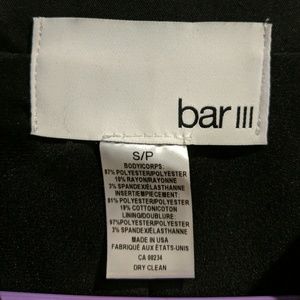 bar III
S/P
BODY/CORPS:
87% POLYESTER/POLYESTER
10% RAYON/RAYONNE
3% SPANDEX/ELASTHANNE
INSERT/EMPIECEMENT:
81% POLYESTER/POLYESTER
19% COTTON/COTON
LINING/DOUBLURE:
97%POLYESTER/POLYESTER
3% SPANDEX/ELASTHANNE
MADE IN USA
FABRIQUÉ AUX ÉTATS-UNIS
CA 00234
DRY CLEAN